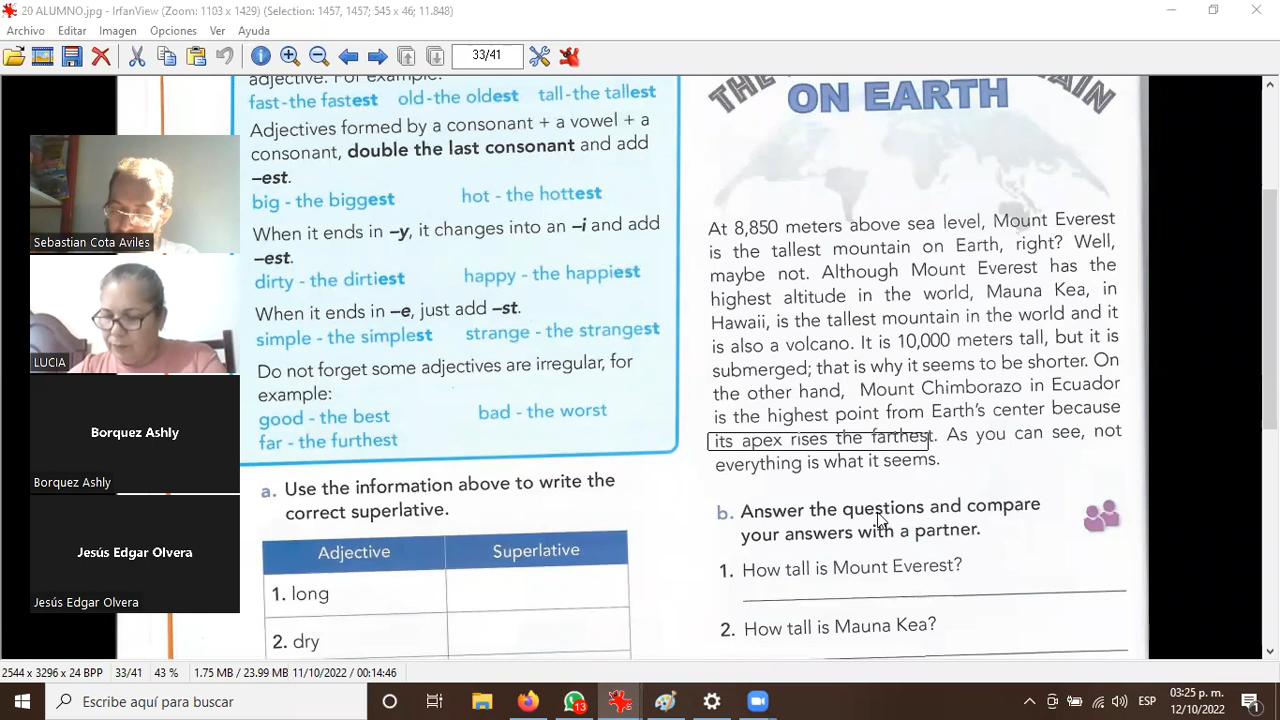 20 ALUMNO.jpg - IrfanView (Zoom: 1103 x 1429) (Selection: 1457, 1457; 545 x 46; 11.848)
Archivo Editar Imagen Opciones Ver Ayuda
33/41
adjective. For example:
fast-the fastest old-the oldest tall-the tallest
Adjectives formed by a consonant + a vowel + a
consonant, double the last consonant and add
–est.
big - the biggest hot - the hottest
When it ends in –y, it changes into an –i and add
–est.
dirty - the dirtiest happy - the happiest
When it ends in –e, just add –st.
simple - the simplest strange - the strangest
Do not forget some adjectives are irregular, for
example:
good - the best bad - the worst
far - the furthest
a. Use the information above to write the
correct superlative.
Adjective Superlative
1. long
2. dry
THE
ON EARTH
At 8,850 meters above sea level, Mount Everest
is the tallest mountain on Earth, right? Well,
maybe not. Although Mount Everest has the
highest altitude in the world, Mauna Kea, in
Hawaii, is the tallest mountain in the world and it
is also a volcano. It is 10,000 meters tall, but it is
submerged; that is why it seems to be shorter. On
the other hand, Mount Chimborazo in Ecuador
is the highest point from Earth's center because
its apex rises the farthest. As you can see, not
everything is what it seems.
b. Answer the questions and compare
your answers with a partner.
1. How tall is Mount Everest?
2. How tall is Mauna Kea?
Sebastian Cota Aviles
LUCIA
Borquez Ashly
Borquez Ashly
Jesús Edgar Olvera
Jesús Edgar Olvera
2544 x 3296 x 24 BPP 33/41 43 % 1.75 MB / 23.99 MB 11/10/2022 / 00:14:46
Escribe aquí para buscar
13
ESP
03:25 p. m.
12/10/2022
1